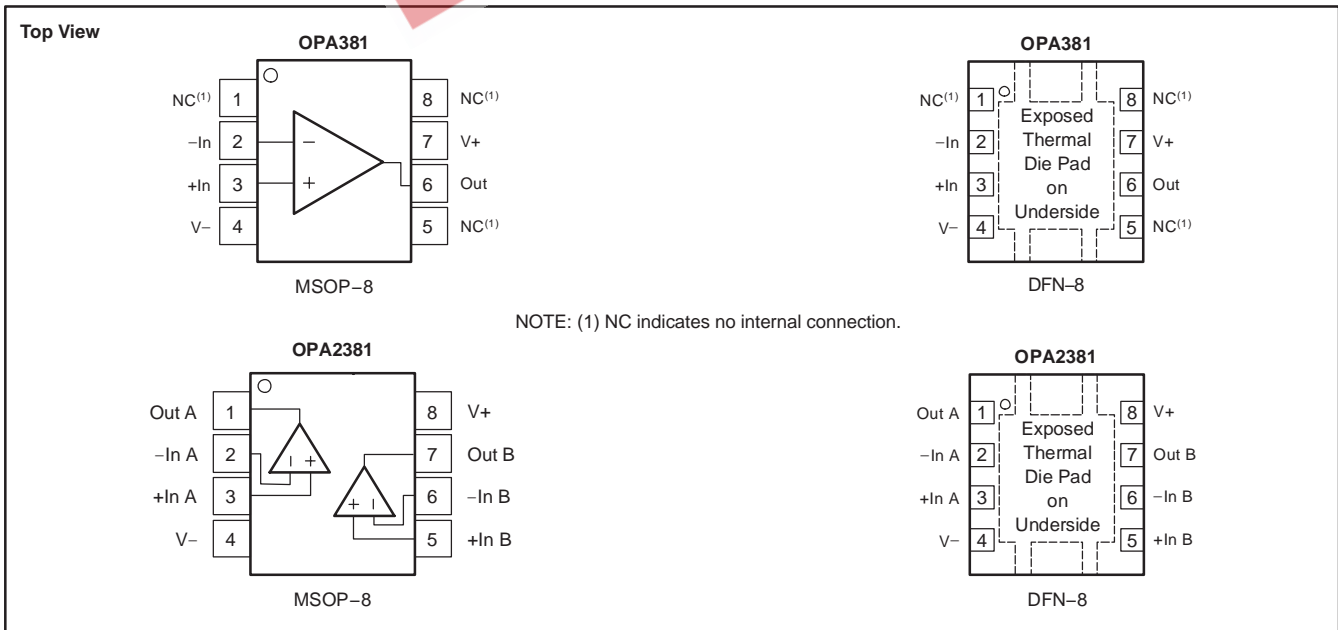 Top View
OPA381
NC(1) 1 8 NC(1)
−In 2 − 7 V+
+In 3 + 6 Out
V− 4 5 NC(1)
MSOP−8
OPA381
NC(1) 1 8 NC(1)
Exposed
−In 2 Thermal 7 V+
Die Pad
+In 3 on 6 Out
Underside
V− 4 5 NC(1)
DFN−8
NOTE: (1) NC indicates no internal connection.
OPA2381
Out A 1 8 V+
−In A 2 − + 7 Out B
+In A 3 + − 6 −In B
V− 4 5 +In B
MSOP−8
OPA2381
Out A 1 8 V+
Exposed
−In A 2 Thermal 7 Out B
Die Pad
+In A 3 on 6 −In B
Underside
V− 4 5 +In B
DFN−8